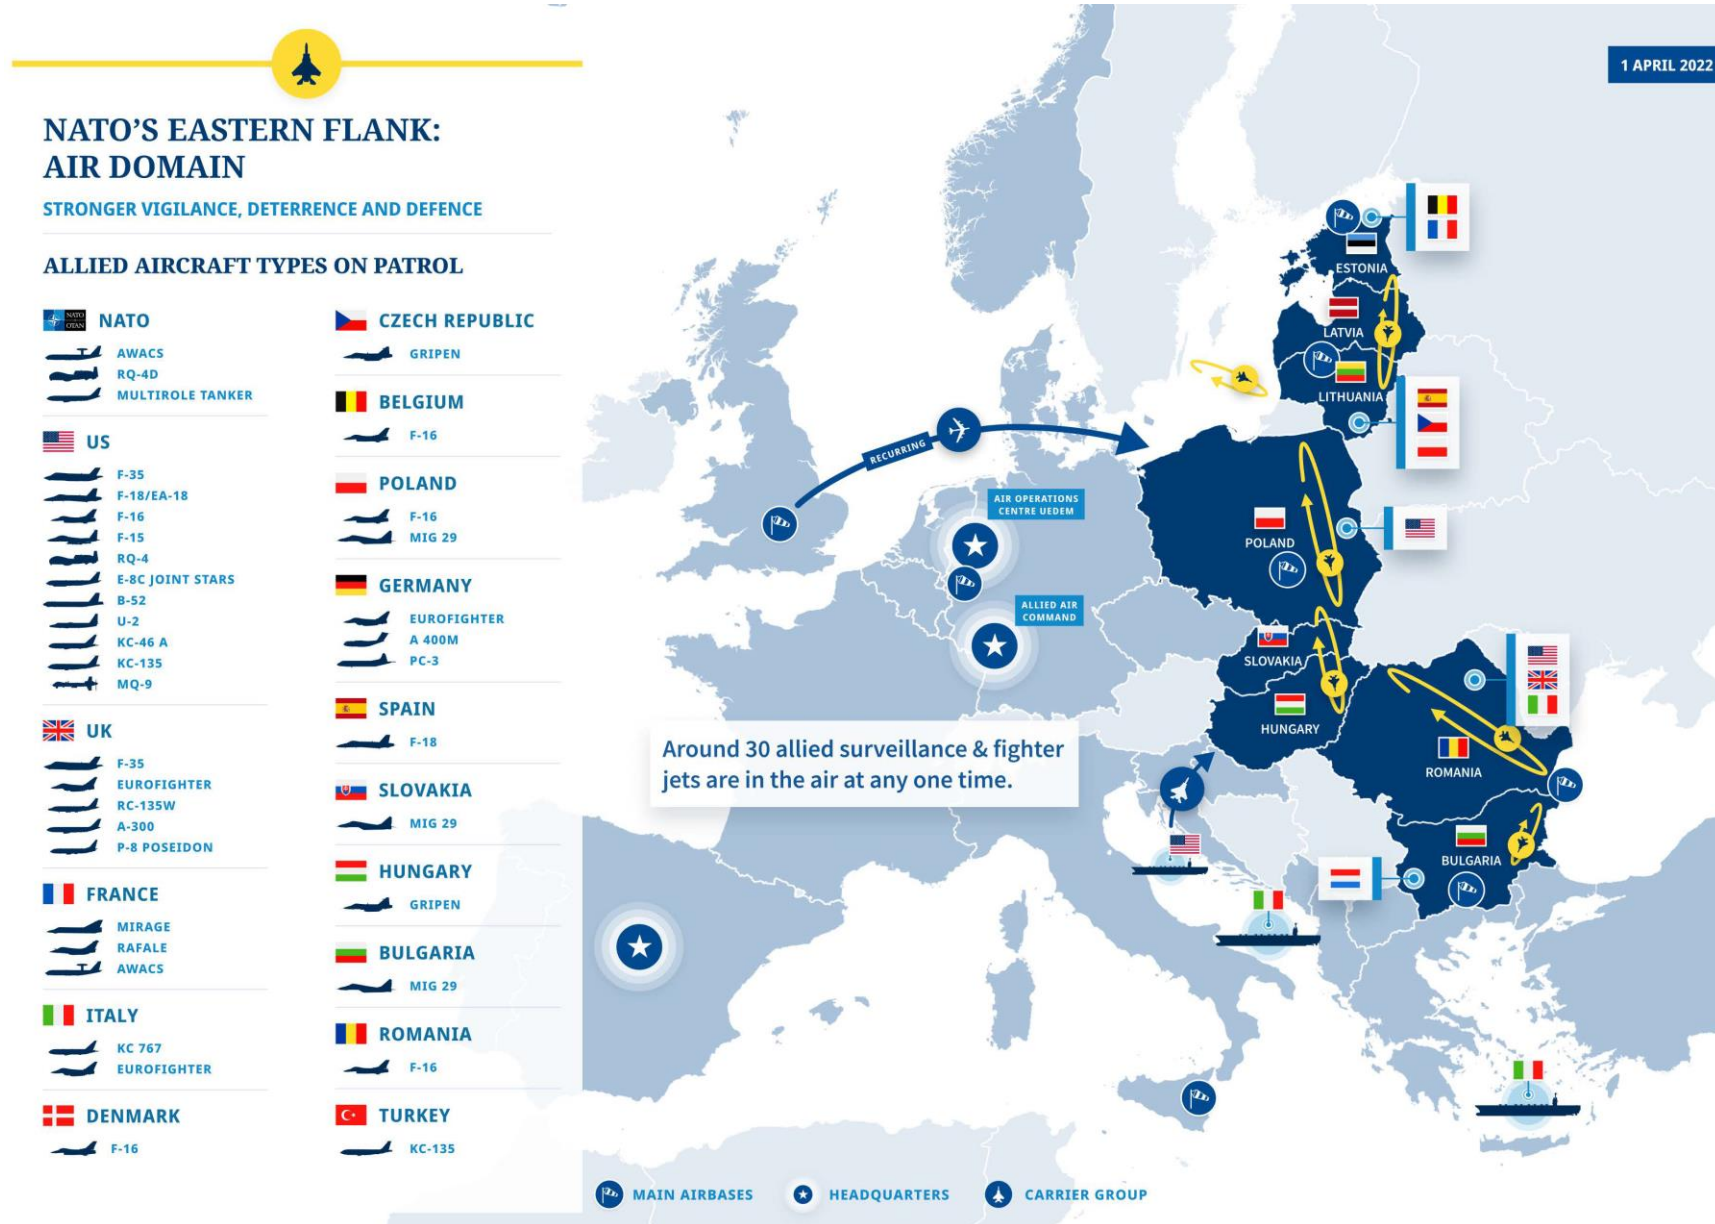 1 APRIL 2022
NATO'S EASTERN FLANK:
AIR DOMAIN
STRONGER VIGILANCE, DETERRENCE AND DEFENCE
ALLIED AIRCRAFT TYPES ON PATROL
NATO
OTAN
NATO
AWACS
RQ-4D
MULTIROLE TANKER
US
F-35
F-18/EA-18
F-16
F-15
RQ-4
E-8C JOINT STARS
B-52
U-2
KC-46 A
KC-135
MQ-9
UK
F-35
EUROFIGHTER
RC-135W
A-300
P-8 POSEIDON
FRANCE
MIRAGE
RAFALE
AWACS
ITALY
KC 767
EUROFIGHTER
DENMARK
F-16
CZECH REPUBLIC
GRIPEN
BELGIUM
F-16
POLAND
F-16
MIG 29
GERMANY
EUROFIGHTER
A 400M
PC-3
SPAIN
F-18
SLOVAKIA
MIG 29
HUNGARY
GRIPEN
BULGARIA
MIG 29
ROMANIA
F-16
TURKEY
KC-135
ESTONIA
LATVIA
LITHUANIA
RECURRING
AIR OPERATIONS
CENTRE UEDEM
POLAND
ALLIED AIR
COMMAND
SLOVAKIA
HUNGARY
Around 30 allied surveillance & fighter
jets are in the air at any one time.
ROMANIA
BULGARIA
MAIN AIRBASES
HEADQUARTERS
CARRIER GROUP